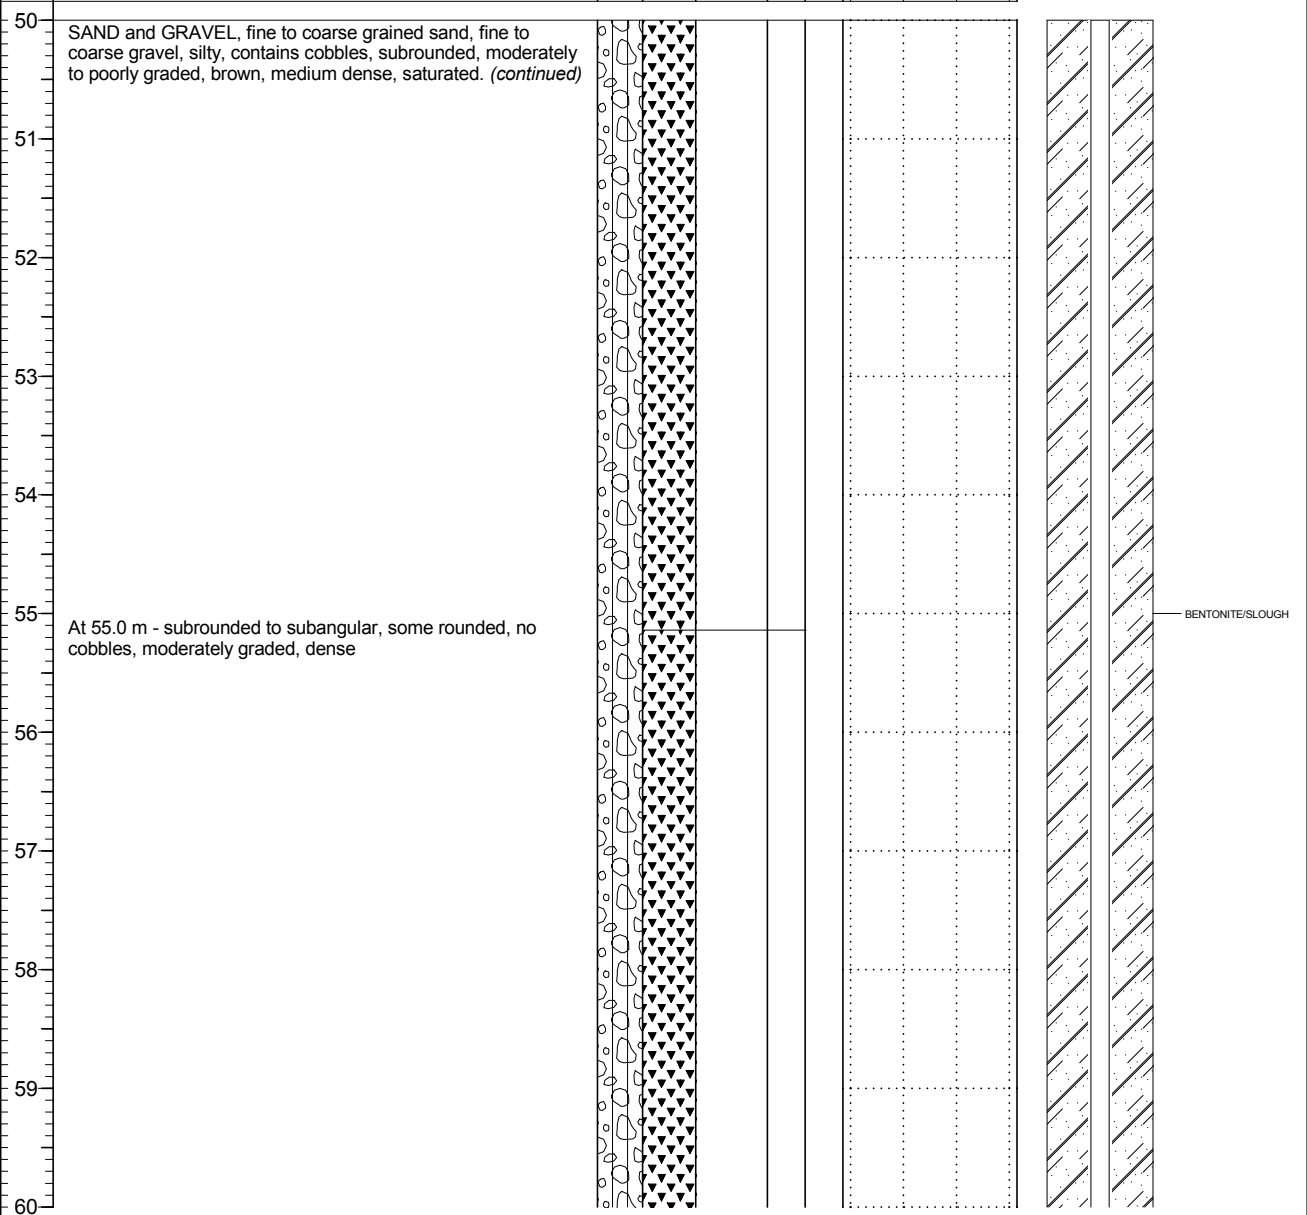 50
SAND and GRAVEL, fine to coarse grained sand, fine to
coarse gravel, silty, contains cobbles, subrounded, moderately
to poorly graded, brown, medium dense, saturated. (continued)
51
52
53
54
55
BENTONITE/SLOUGH
At 55.0 m - subrounded to subangular, some rounded, no
cobbles, moderately graded, dense
56
57
58
59
60